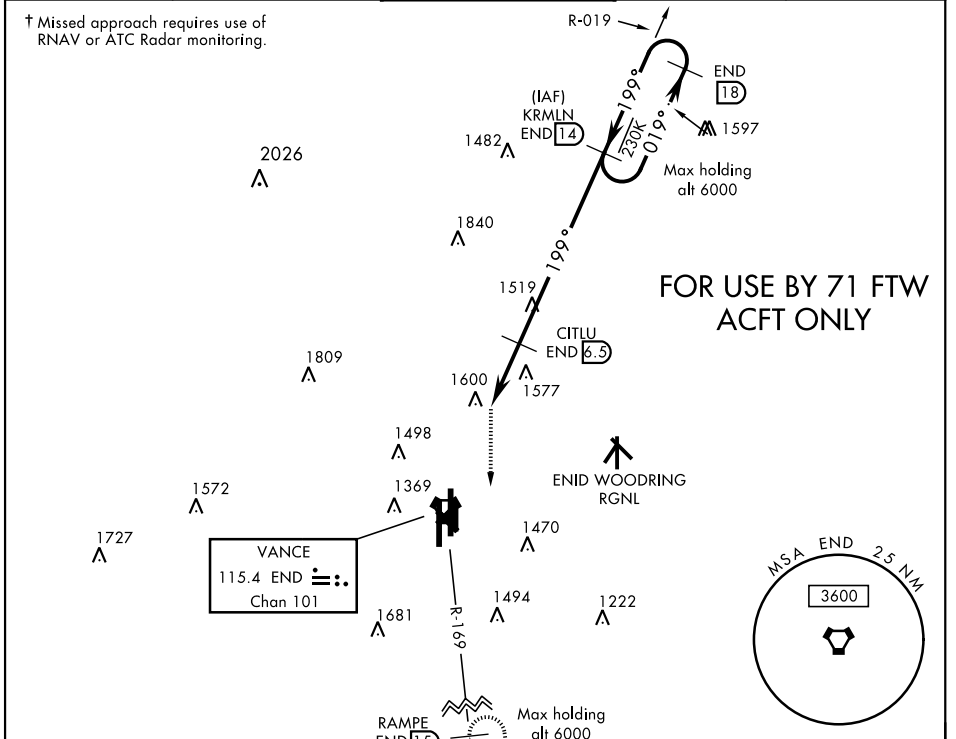 † Missed approach requires use of
RNAV or ATC Radar monitoring.
R-019
END
18
(IAF)
KRMLN
END 14
199°
230K
019°
1597
1482
Max holding
alt 6000
2026
1840
199°
FOR USE BY 71 FTW
ACFT ONLY
1519
CITLU
END 6.5
1809
1600
1577
1498
ENID WOODRING
RGNL
1572
1369
1727
1470
VANCE
115.4 END
Chan 101
MSA END 25 NM
3600
1681
R-169
1494
1222
RAMPE
END 15
Max holding
alt 6000